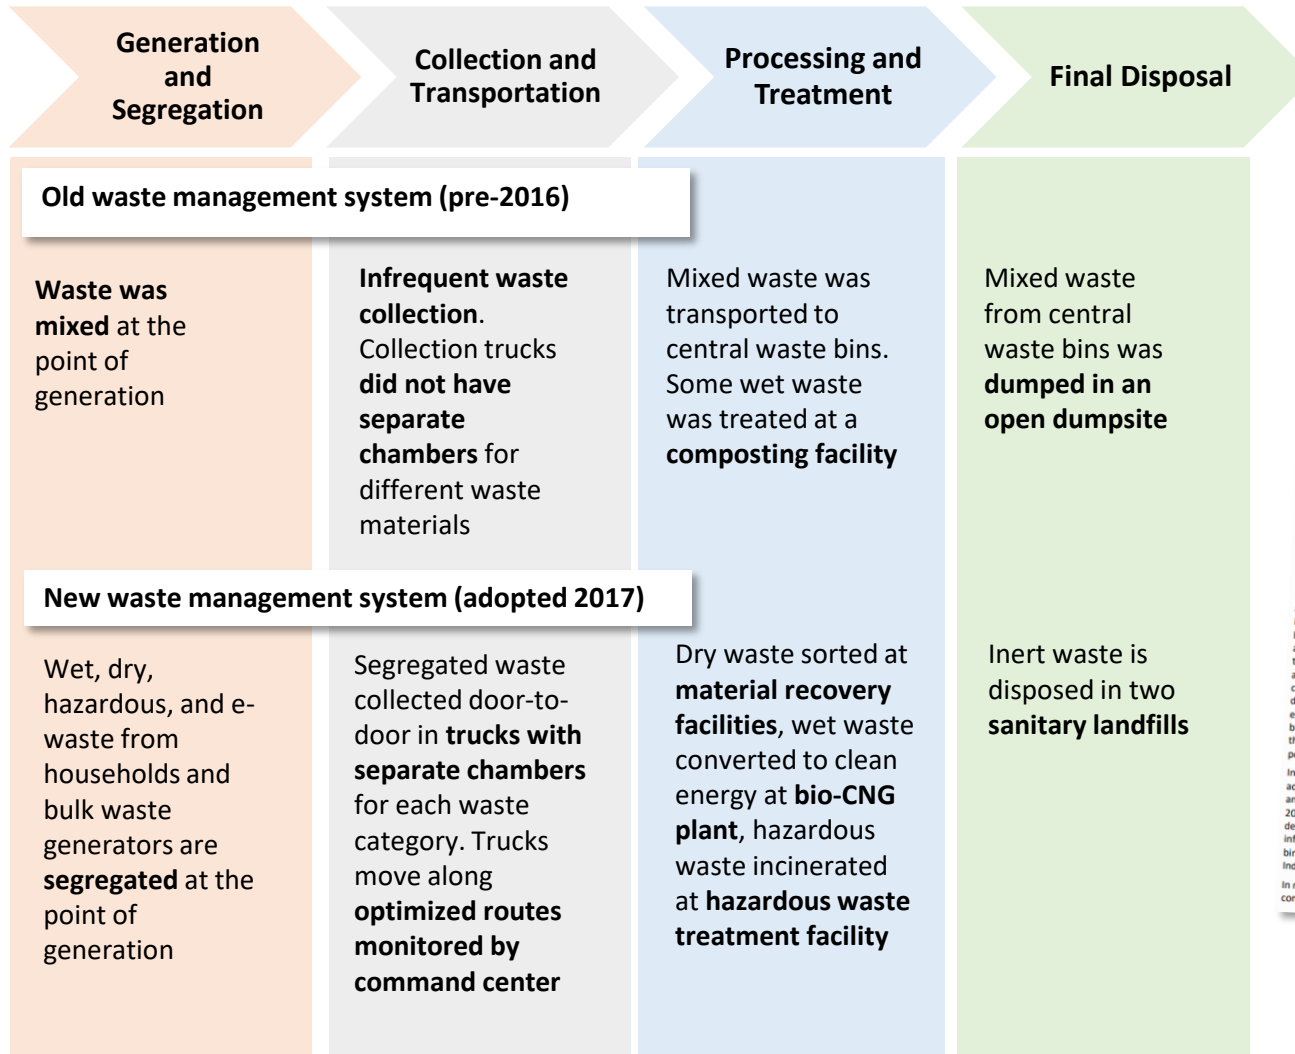 Generation
and
Segregation
Collection and
Transportation
Processing and
Treatment
Final Disposal
Old waste management system (pre-2016)
Waste was
mixed at the
point of
generation
Infrequent waste
collection.
Collection trucks
did not have
separate
chambers for
different waste
materials
Mixed waste was
transported to
central waste bins.
Some wet waste
was treated at a
composting facility
Mixed waste
from central
waste bins was
dumped in an
open dumpsite
New waste management system (adopted 2017)
Wet, dry,
hazardous, and e-
waste from
households and
bulk waste
generators are
segregated at the
point of
generation
Segregated waste
collected door-to-
door in trucks with
separate chambers
for each waste
category. Trucks
move along
optimized routes
monitored by
command center
Dry waste sorted at
material recovery
facilities, wet waste
converted to clean
energy at bio-CNG
plant, hazardous
waste incinerated
at hazardous waste
treatment facility
Inert waste is
disposed in two
sanitary landfills